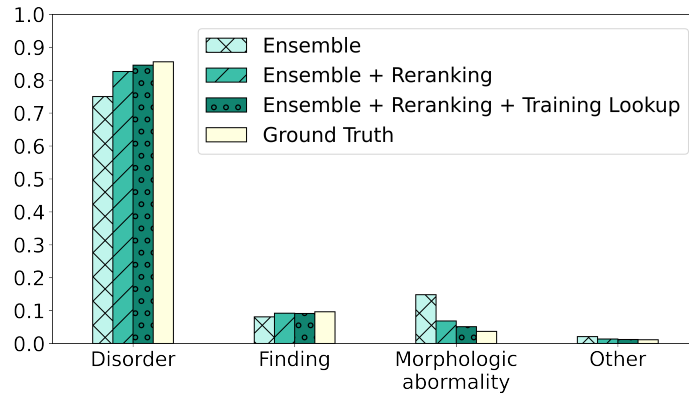 1.0
0.9
0.8
0.7
0.6
0.5
0.4
0.3
0.2
0.1
0.0
Ensemble
Ensemble + Reranking
Ensemble + Reranking + Training Lookup
Ground Truth
Disorder
Finding
Morphologic
abormality
Other